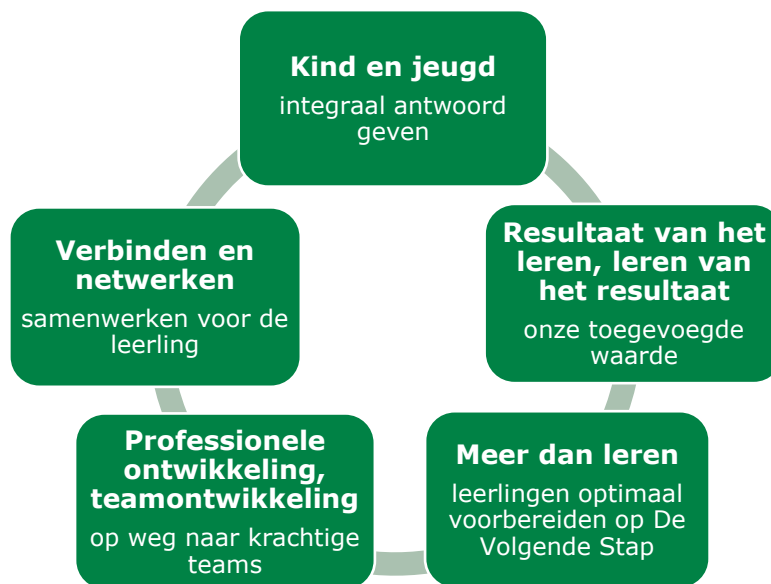 Kind en jeugd
integraal antwoord
geven
Resultaat van het
leren, leren van
het resultaat
onze toegevoegde
waarde
Meer dan leren
leerlingen optimaal
voorbereiden op De
Volgende Stap
Professionele
ontwikkeling,
teamontwikkeling
op weg naar krachtige
teams
Verbinden en
netwerken
samenwerken voor de
leerling